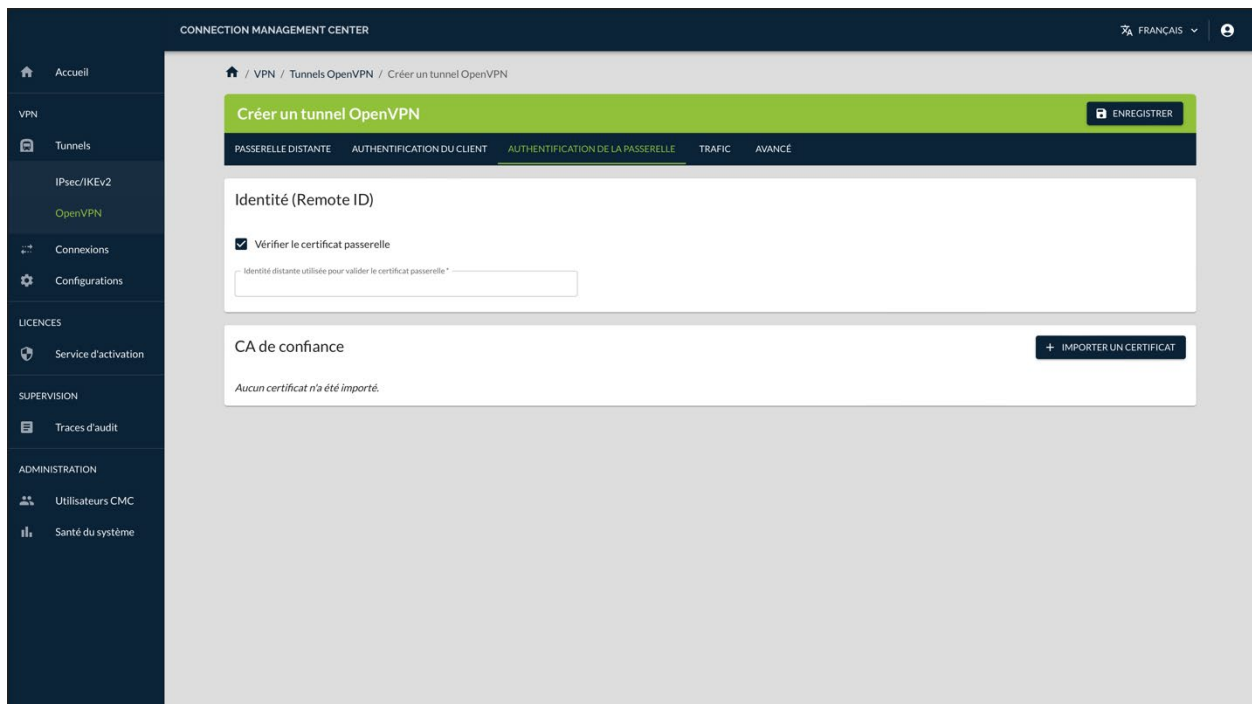 CONNECTION MANAGEMENT CENTER
FRANÇAIS
Accueil
VPN
Tunnels
IPsec/IKEv2
OpenVPN
Connexions
Configurations
LICENCES
Service d'activation
SUPERVISION
Traces d'audit
ADMINISTRATION
Utilisateurs CMC
Santé du système
/ VPN / Tunnels OpenVPN / Créer un tunnel OpenVPN
Créer un tunnel OpenVPN
ENREGISTRER
PASSERELLE DISTANTE AUTHENTIFICATION DU CLIENT AUTHENTIFICATION DE LA PASSERELLE TRAFIC AVANCÉ
Identité (Remote ID)
Vérifier le certificat passerelle
Identité distante utilisée pour valider le certificat passerelle *
CA de confiance
+ IMPORTER UN CERTIFICAT
Aucun certificat n'a été importé.